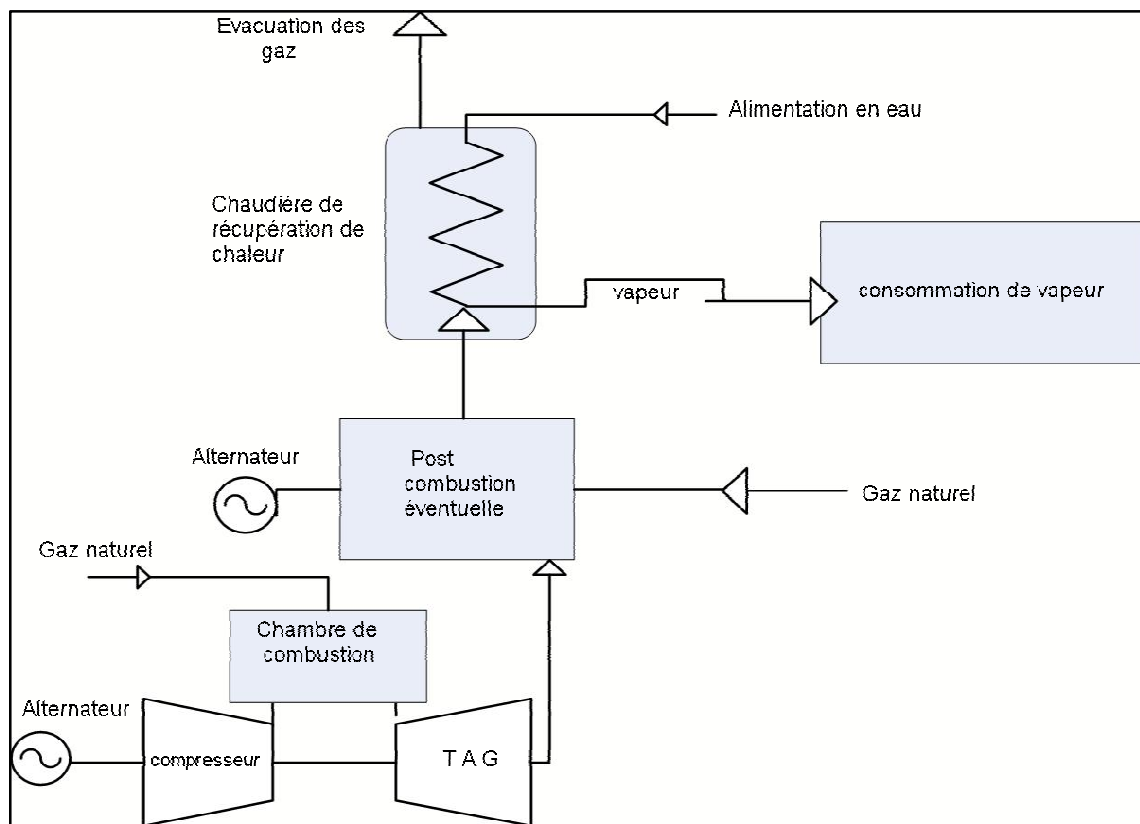 Evacuation des
gaz
Alimentation en eau
Chaudiére de
récupération de
chaleur
vapeur
consommation de vapeur
Alternateur
Post
combustion
éventuelle
Gaz naturel
Gaz naturel
Chambre de
combustion
Alternateur
compresseur
T A G